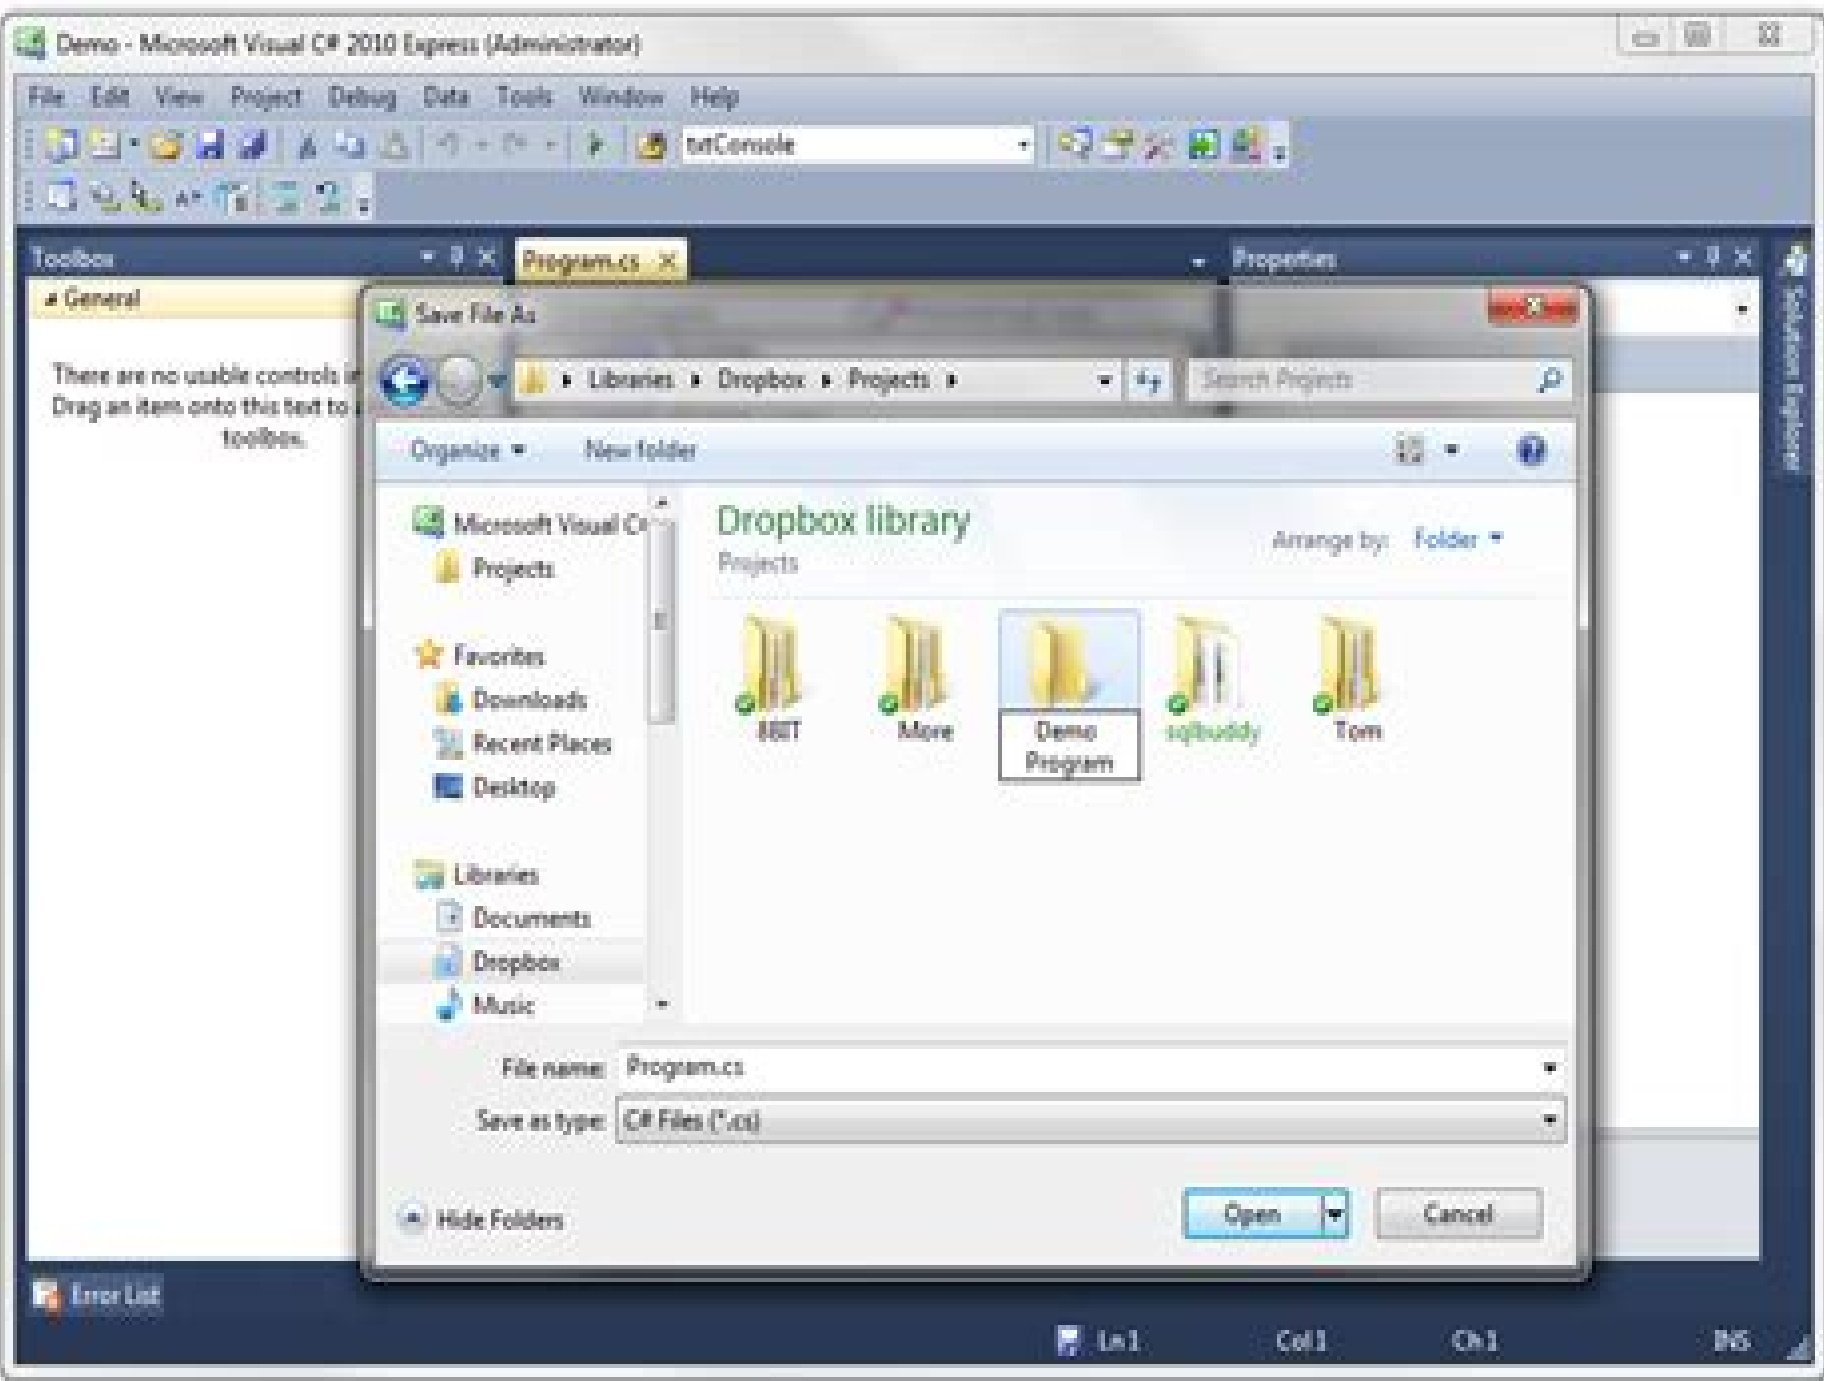 Demo - Microsoft Visual C# 2010 Express (Administrator)
File Edit View Project Debug Data Tools Window Help
txtConsole
Toolbox
Program.cs
Properties
General
Solution Explorer
There are no usable controls
Drag an item onto this text to
toolbox.
Save File As
Libraries Dropbox Projects
Search Projects
Organize New folder
Microsoft Visual C
Projects
Favorites
Downloads
Recent Places
Desktop
Libraries
Documents
Dropbox
Music
Dropbox library
Projects
Arrange by: Folder
8BIT More Demo Program sqlbuddy Tom
File name: Program.cs
Save as type: C# Files (*.cs)
Hide Folders
Open
Cancel
Error List
Ln 1 Col 1 Ch 1 INS